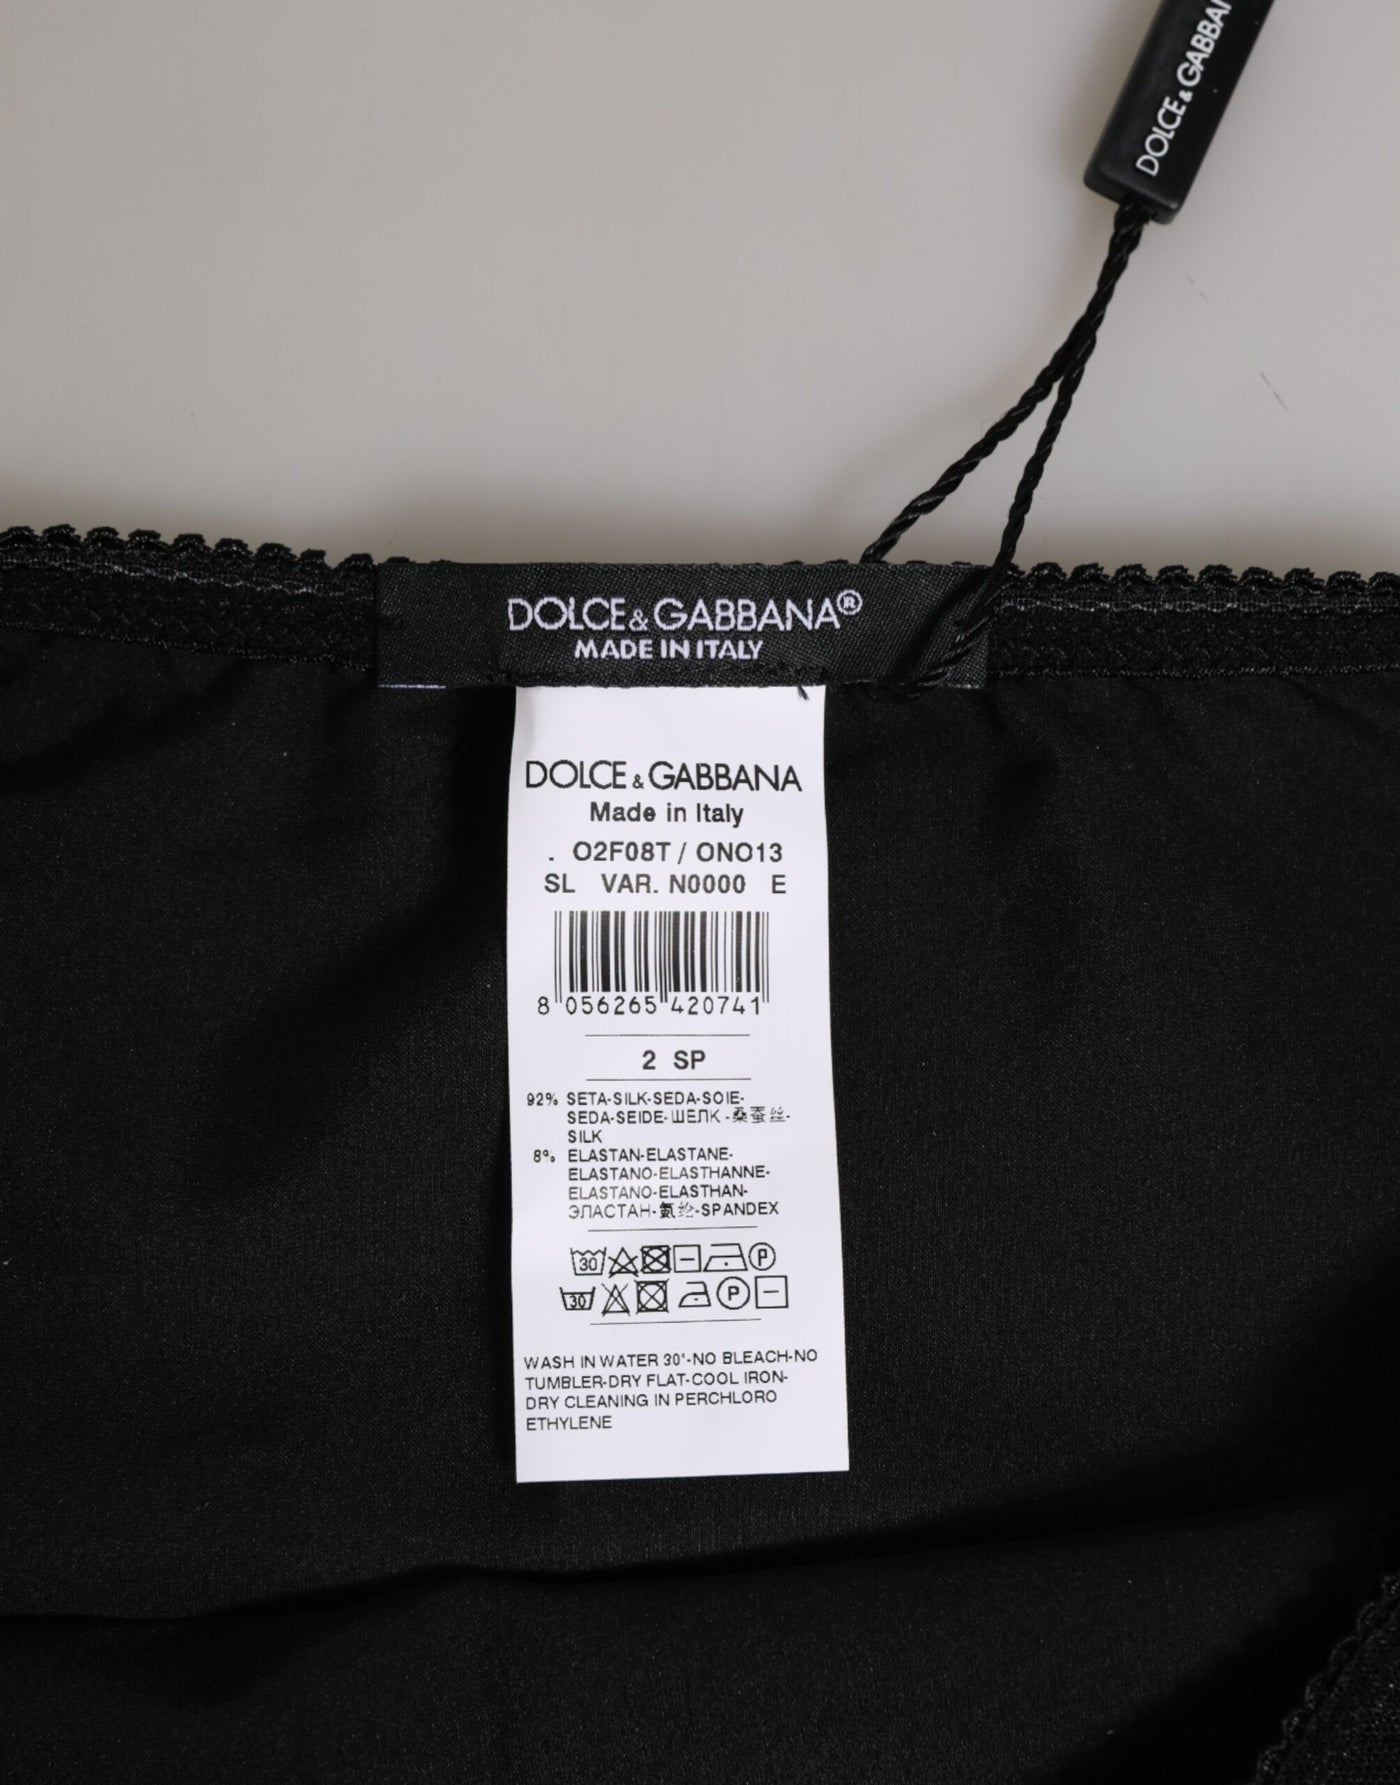 DOLCE & GABBANA
DOLCE&GABBANA®
MADE IN ITALY
DOLCE & GABBANA
Made in Italy
. O2F08T / ONO13
SL VAR. N0000 E
8 056265 420741
2 SP
92% SETA-SILK-SEDA-SOIE-
SEDA-SEIDE-ШЕЛК-桑蚕丝-
SILK
8% ELASTAN-ELASTANE-
ELASTANO-ELASTHANNE-
ELASTANO-ELASTHAN-
ЭЛАСТАН-氨纶-SPANDEX
30 P
30 P
WASH IN WATER 30°-NO BLEACH-NO
TUMBLER-DRY FLAT-COOL IRON-
DRY CLEANING IN PERCHLORO
ETHYLENE